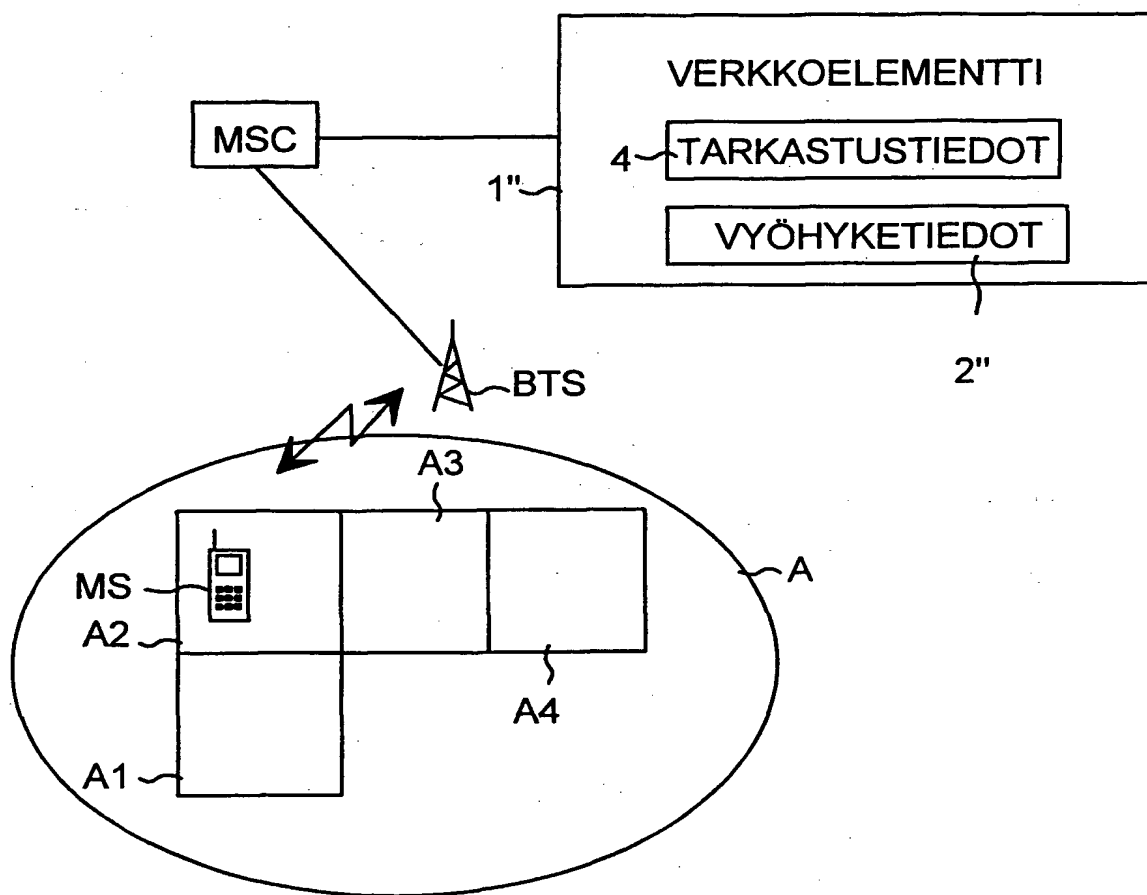 VERKKOELEMENTTI
MSC
4
TARKASTUSTIEDOT
1"
VYÖHYKETIEDOT
2"
BTS
A3
A
MS
A2
A4
A1